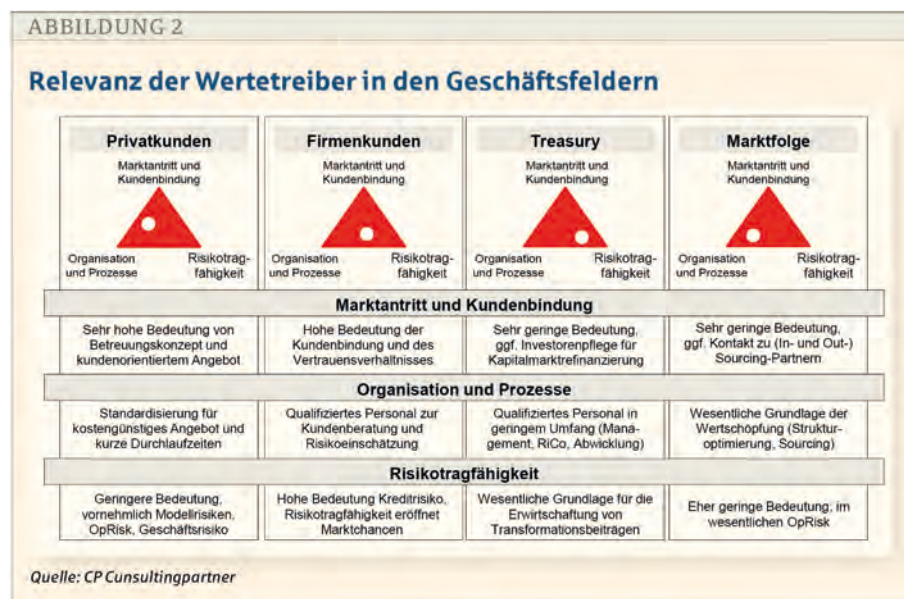 ABBILDUNG 2
Relevanz der Wertetreiber in den Geschäftsfeldern
Privatkunden
Marktantritt und
Kundenbindung
Organisation
und Prozesse
Risikotrag-
fähigkeit
Firmenkunden
Marktantritt und
Kundenbindung
Organisation
und Prozesse
Risikotrag-
fähigkeit
Treasury
Marktantritt und
Kundenbindung
Organisation
und Prozesse
Risikotrag-
fähigkeit
Marktfolge
Marktantritt und
Kundenbindung
Organisation
und Prozesse
Risikotrag-
fähigkeit
Marktantritt und Kundenbindung
Sehr hohe Bedeutung von
Betreuungskonzept und
kundenorientiertem Angebot
Hohe Bedeutung der
Kundenbindung und des
Vertrauensverhältnisses
Sehr geringe Bedeutung,
ggf. Investorenpflege für
Kapitalmarktrefinanzierung
Sehr geringe Bedeutung,
ggf. Kontakt zu (In- und Out-)
Sourcing-Partnern
Organisation und Prozesse
Standardisierung für
kostengünstiges Angebot und
kurze Durchlaufzeiten
Qualifiziertes Personal zur
Kundenberatung und
Risikoeinschätzung
Qualifiziertes Personal in
geringem Umfang (Mana-
gement, RiCo, Abwicklung)
Wesentliche Grundlage der
Wertschöpfung (Struktur-
optimierung, Sourcing)
Risikotragfähigkeit
Geringere Bedeutung,
vornehmlich Modellrisiken,
OpRisk, Geschäftsrisiko
Hohe Bedeutung Kreditrisiko,
Risikotragfähigkeit eröffnet
Marktchancen
Wesentliche Grundlage für die
Erwirtschaftung von
Transformationsbeiträgen
Eher geringe Bedeutung, im
wesentlichen OpRisk
Quelle: CP Cunsultingpartner